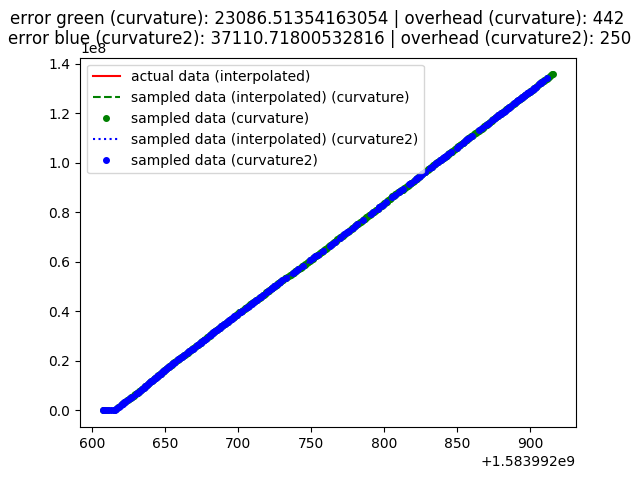 error green (curvature): 23086.51354163054 | overhead (curvature): 442
error blue (curvature2): 37110.71800532816 | overhead (curvature2): 250
1e8
actual data (interpolated)
sampled data (interpolated) (curvature)
sampled data (curvature)
sampled data (interpolated) (curvature2)
sampled data (curvature2)
1.4
1.2
1.0
0.8
0.6
0.4
0.2
0.0
600 650 700 750 800 850 900
+1.583992e9